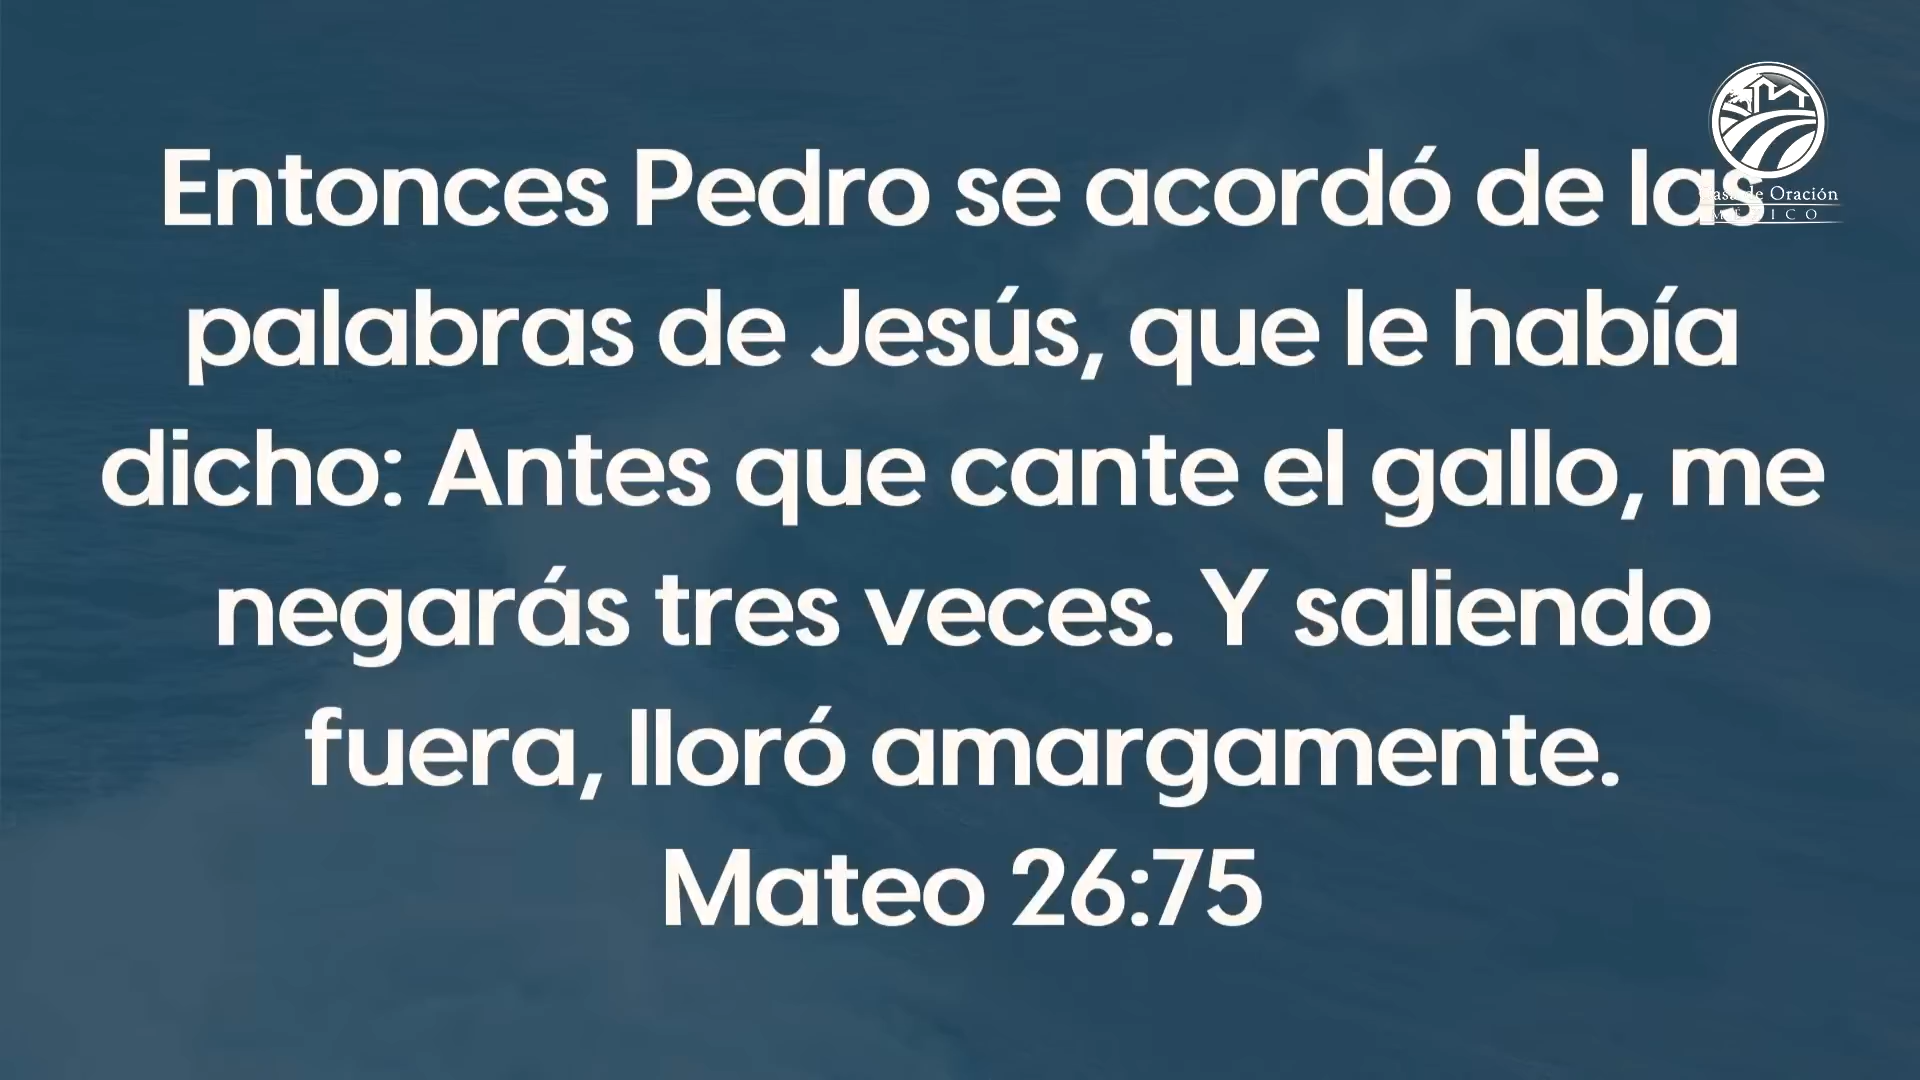 Entonces Pedro se acordó de las
palabras de Jesús, que le había
dicho: Antes que cante el gallo, me
negarás tres veces. Y saliendo
fuera, lloró amargamente.
Mateo 26:75
de Oración